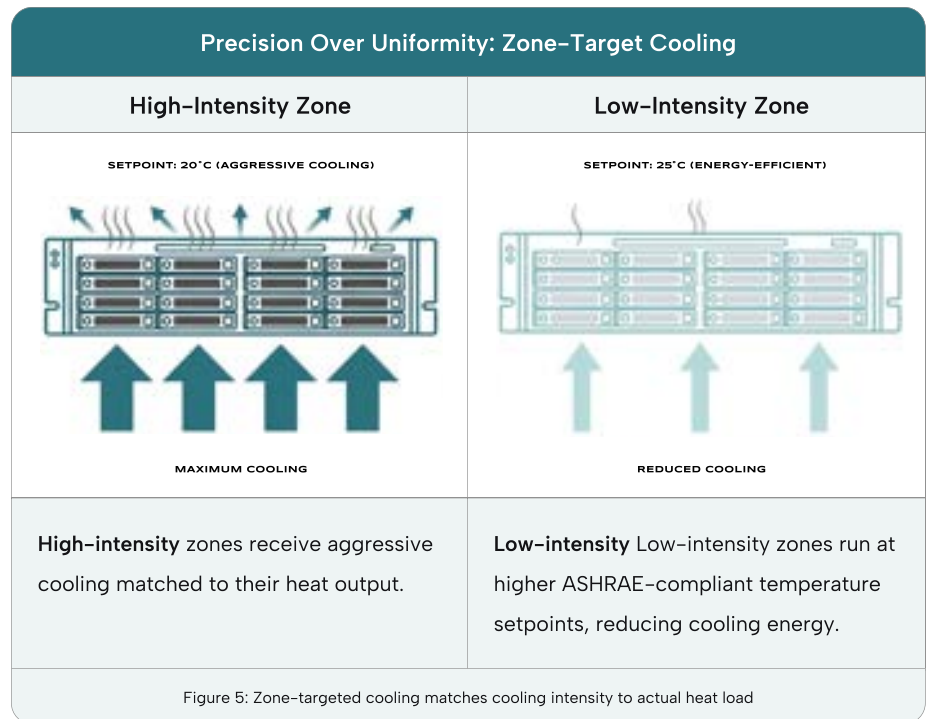 Precision Over Uniformity: Zone-Target Cooling
High-Intensity Zone
Low-Intensity Zone
SETPOINT: 20°C (AGGRESSIVE COOLING)
SETPOINT: 25°C (ENERGY-EFFICIENT)
MAXIMUM COOLING
REDUCED COOLING
High-intensity zones receive aggressive
cooling matched to their heat output.
Low-intensity Low-intensity zones run at
higher ASHRAE-compliant temperature
setpoints, reducing cooling energy.
Figure 5: Zone-targeted cooling matches cooling intensity to actual heat load